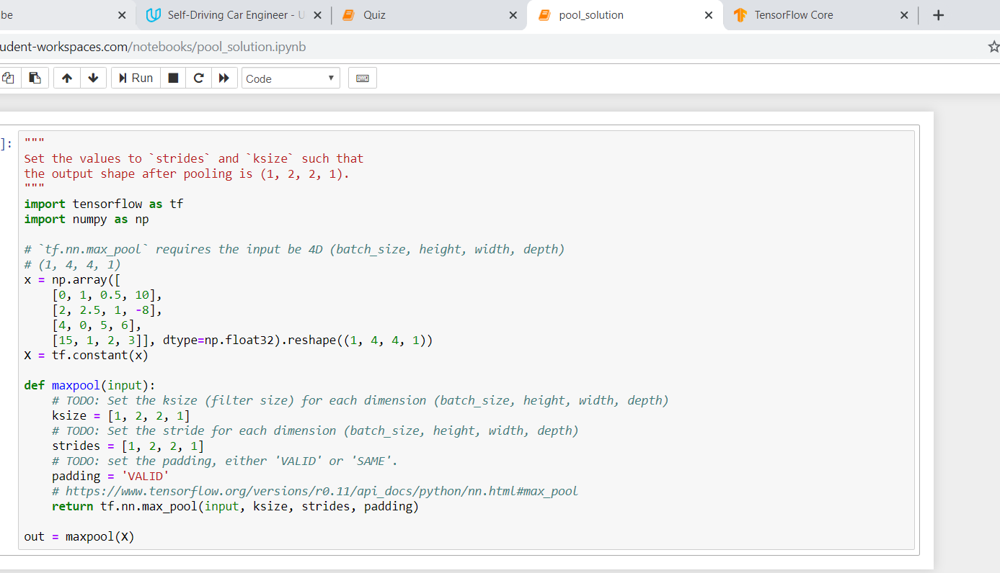 be
Self-Driving Car Engineer - U
Quiz
pool_solution
TensorFlow Core
udent-workspaces.com/notebooks/pool_solution.ipynb
Run
Code
]:
"""
Set the values to `strides` and `ksize` such that
the output shape after pooling is (1, 2, 2, 1).
"""
import tensorflow as tf
import numpy as np
# `tf.nn.max_pool` requires the input be 4D (batch_size, height, width, depth)
# (1, 4, 4, 1)
x = np.array([
[0, 1, 0.5, 10],
[2, 2.5, 1, -8],
[4, 0, 5, 6],
[15, 1, 2, 3]], dtype=np.float32).reshape((1, 4, 4, 1))
X = tf.constant(x)
def maxpool(input):
# TODO: Set the ksize (filter size) for each dimension (batch_size, height, width, depth)
ksize = [1, 2, 2, 1]
# TODO: Set the stride for each dimension (batch_size, height, width, depth)
strides = [1, 2, 2, 1]
# TODO: set the padding, either 'VALID' or 'SAME'.
padding = 'VALID'
# https://www.tensorflow.org/versions/r0.11/api_docs/python/nn.html#max_pool
return tf.nn.max_pool(input, ksize, strides, padding)
out = maxpool(X)